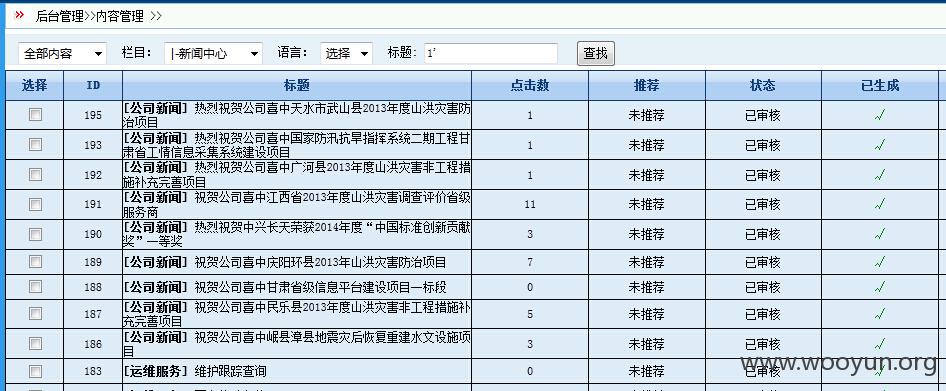 后台管理>>内容管理 >>
全部内容 栏目: |-新闻中心 语言: 选择 标题: 1' 查找
选择 ID 标题 点击数 推荐 状态 已生成
195 [公司新闻] 热烈祝贺公司喜中天水市武山县2013年度山洪灾害防 1 未推荐 已审核
治项目
193 [公司新闻] 热烈祝贺公司喜中国家防汛抗旱指挥系统二期工程甘 1 未推荐 已审核
肃省工情信息采集系统建设项目
192 [公司新闻] 热烈祝贺公司喜中广河县2013年度山洪灾害非工程措 1 未推荐 已审核
施补充完善项目
191 [公司新闻] 祝贺公司喜中江西省2013年度山洪灾害调查评价省级 11 未推荐 已审核
服务商
190 [公司新闻] 热烈祝贺中兴长天荣获2014年度“中国标准创新贡献 3 未推荐 已审核
奖”一等奖
189 [公司新闻] 祝贺公司喜中庆阳环县2013年山洪灾害防治项目 7 未推荐 已审核
188 [公司新闻] 祝贺公司喜中甘肃省级信息平台建设项目一标段 0 未推荐 已审核
187 [公司新闻] 祝贺公司喜中民乐县2013年度山洪灾害非工程措施补 5 未推荐 已审核
充完善项目
186 [公司新闻] 祝贺公司喜中岷县漳县地震灾后恢复重建水文设施项 3 未推荐 已审核
目
183 [运维服务] 维护跟踪查询 0 未推荐 已审核
www.wooyun.org